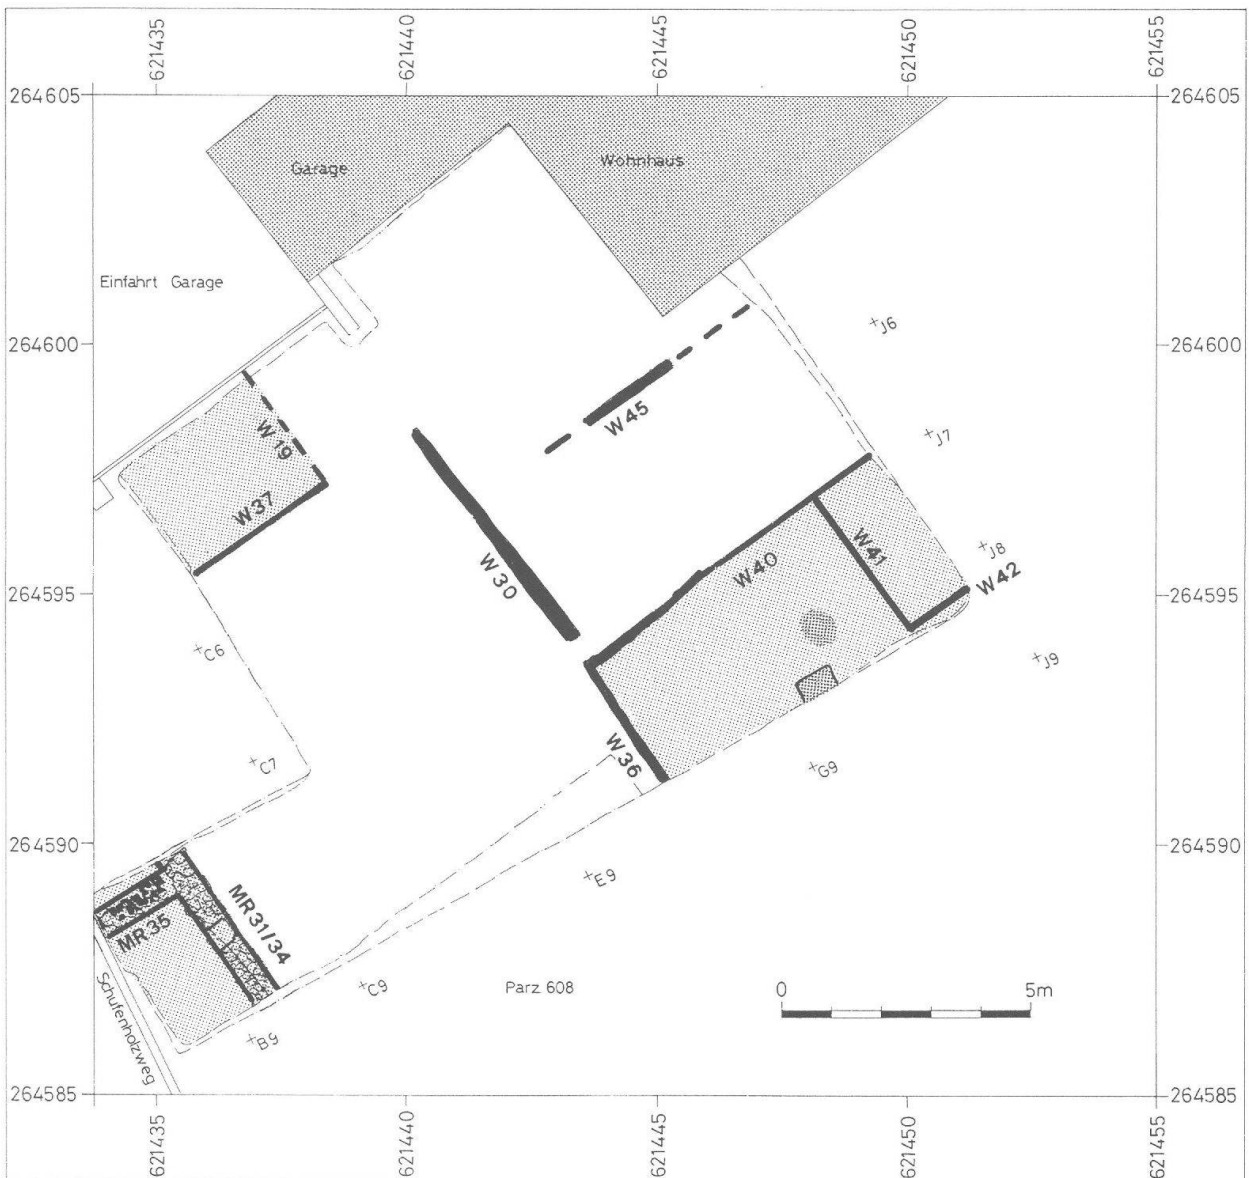 621435
621440
621445
621450
621455
264605
264605
Garage
Wohnhaus
Einfahrt Garage
+J6
264600
264600
W45
W19
+J7
W37
W30
W40
W41
+J8
W42
264595
264595
+C6
+J9
W36
+C7
+G9
264590
264590
MR31/34
+E9
MR35
Schufenholzweg
+C9
Parz. 608
0
5m
+B9
264585
264585
621435
621440
621445
621450
621455